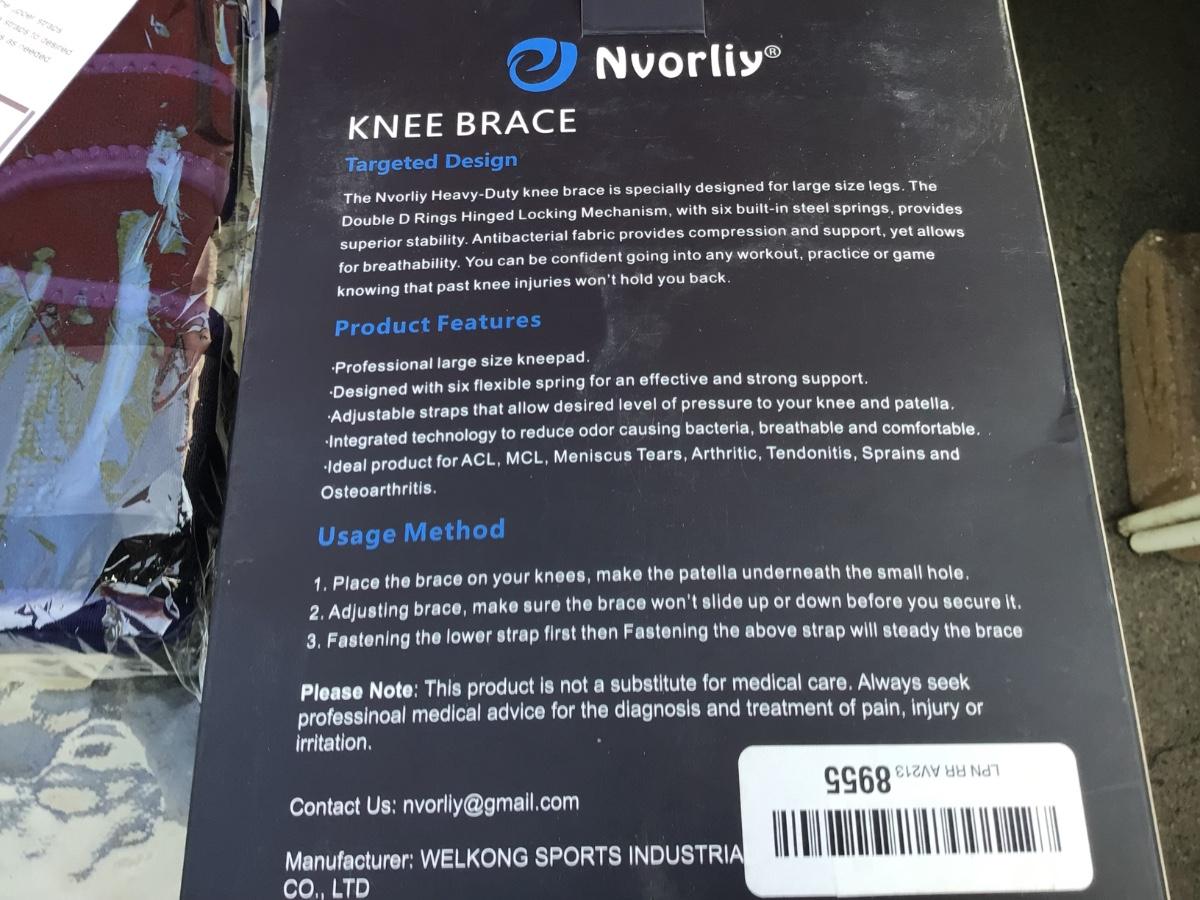 upper straps
straps to desired
s as needed
Nvorliy®
KNEE BRACE
Targeted Design
The Nvorliy Heavy-Duty knee brace is specially designed for large size legs. The
Double D Rings Hinged Locking Mechanism, with six built-in steel springs, provides
superior stability. Antibacterial fabric provides compression and support, yet allows
for breathability. You can be confident going into any workout, practice or game
knowing that past knee injuries won't hold you back.
Product Features
·Professional large size kneepad.
·Designed with six flexible spring for an effective and strong support.
·Adjustable straps that allow desired level of pressure to your knee and patella.
·Integrated technology to reduce odor causing bacteria, breathable and comfortable.
·Ideal product for ACL, MCL, Meniscus Tears, Arthritic, Tendonitis, Sprains and
Osteoarthritis.
Usage Method
1. Place the brace on your knees, make the patella underneath the small hole.
2. Adjusting brace, make sure the brace won't slide up or down before you secure it.
3. Fastening the lower strap first then Fastening the above strap will steady the brace
Please Note: This product is not a substitute for medical care. Always seek
professinoal medical advice for the diagnosis and treatment of pain, injury or
irritation.
Contact Us: nvorliy@gmail.com
Manufacturer: WELKONG SPORTS INDUSTRIA
CO., LTD
LPN RR AV213 8955